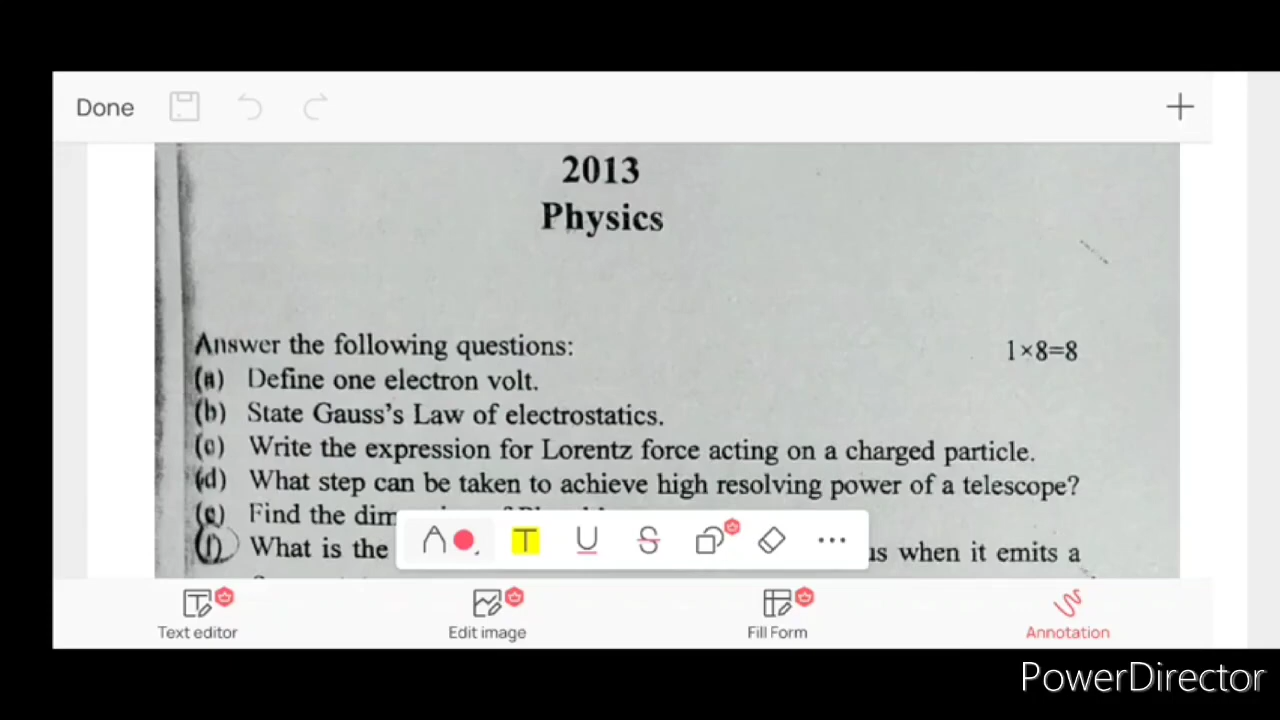 Done
2013
Physics
Answer the following questions:
1×8=8
(a) Define one electron volt.
(b) State Gauss's Law of electrostatics.
(c) Write the expression for Lorentz force acting on a charged particle.
(d) What step can be taken to achieve high resolving power of a telescope?
(e) Find the dim
(f) What is the
us when it emits a
Text editor
Edit image
Fill Form
Annotation
PowerDirector